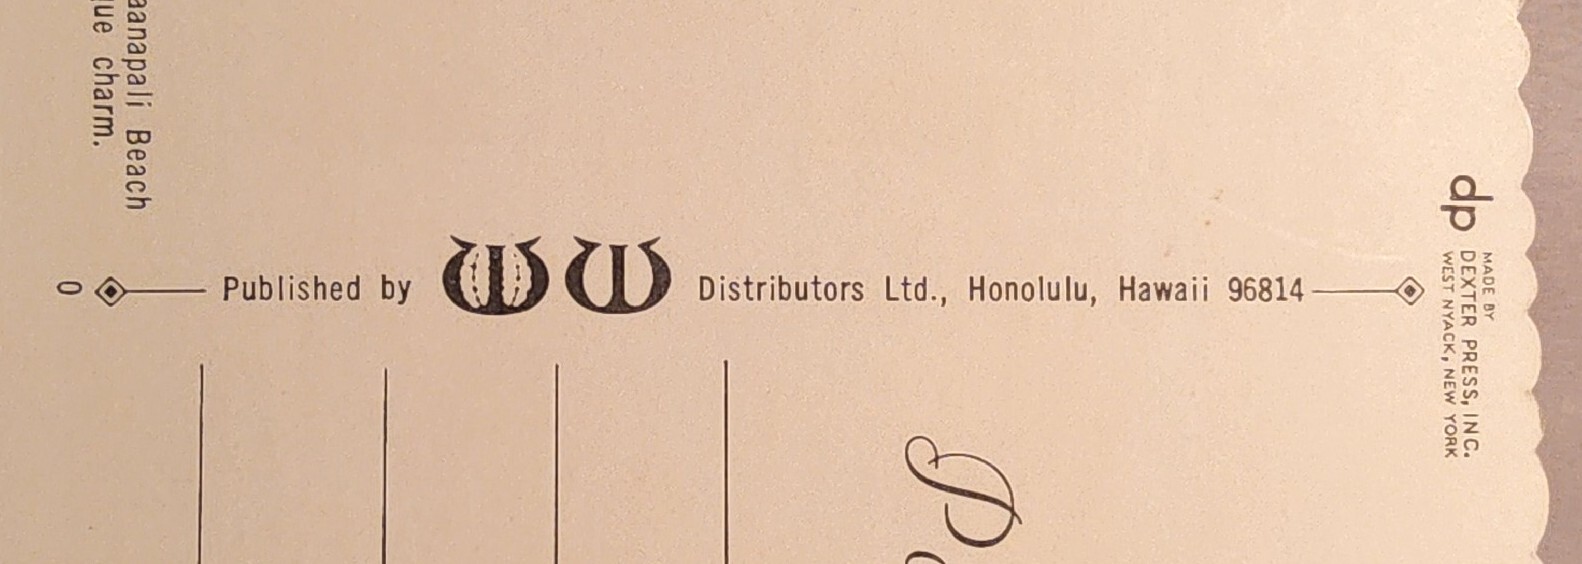 aanapali Beach
ue charm.
0
Published by WW Distributors Ltd., Honolulu, Hawaii 96814
dp
MADE BY
DEXTER PRESS, INC.
WEST NYACK, NEW YORK